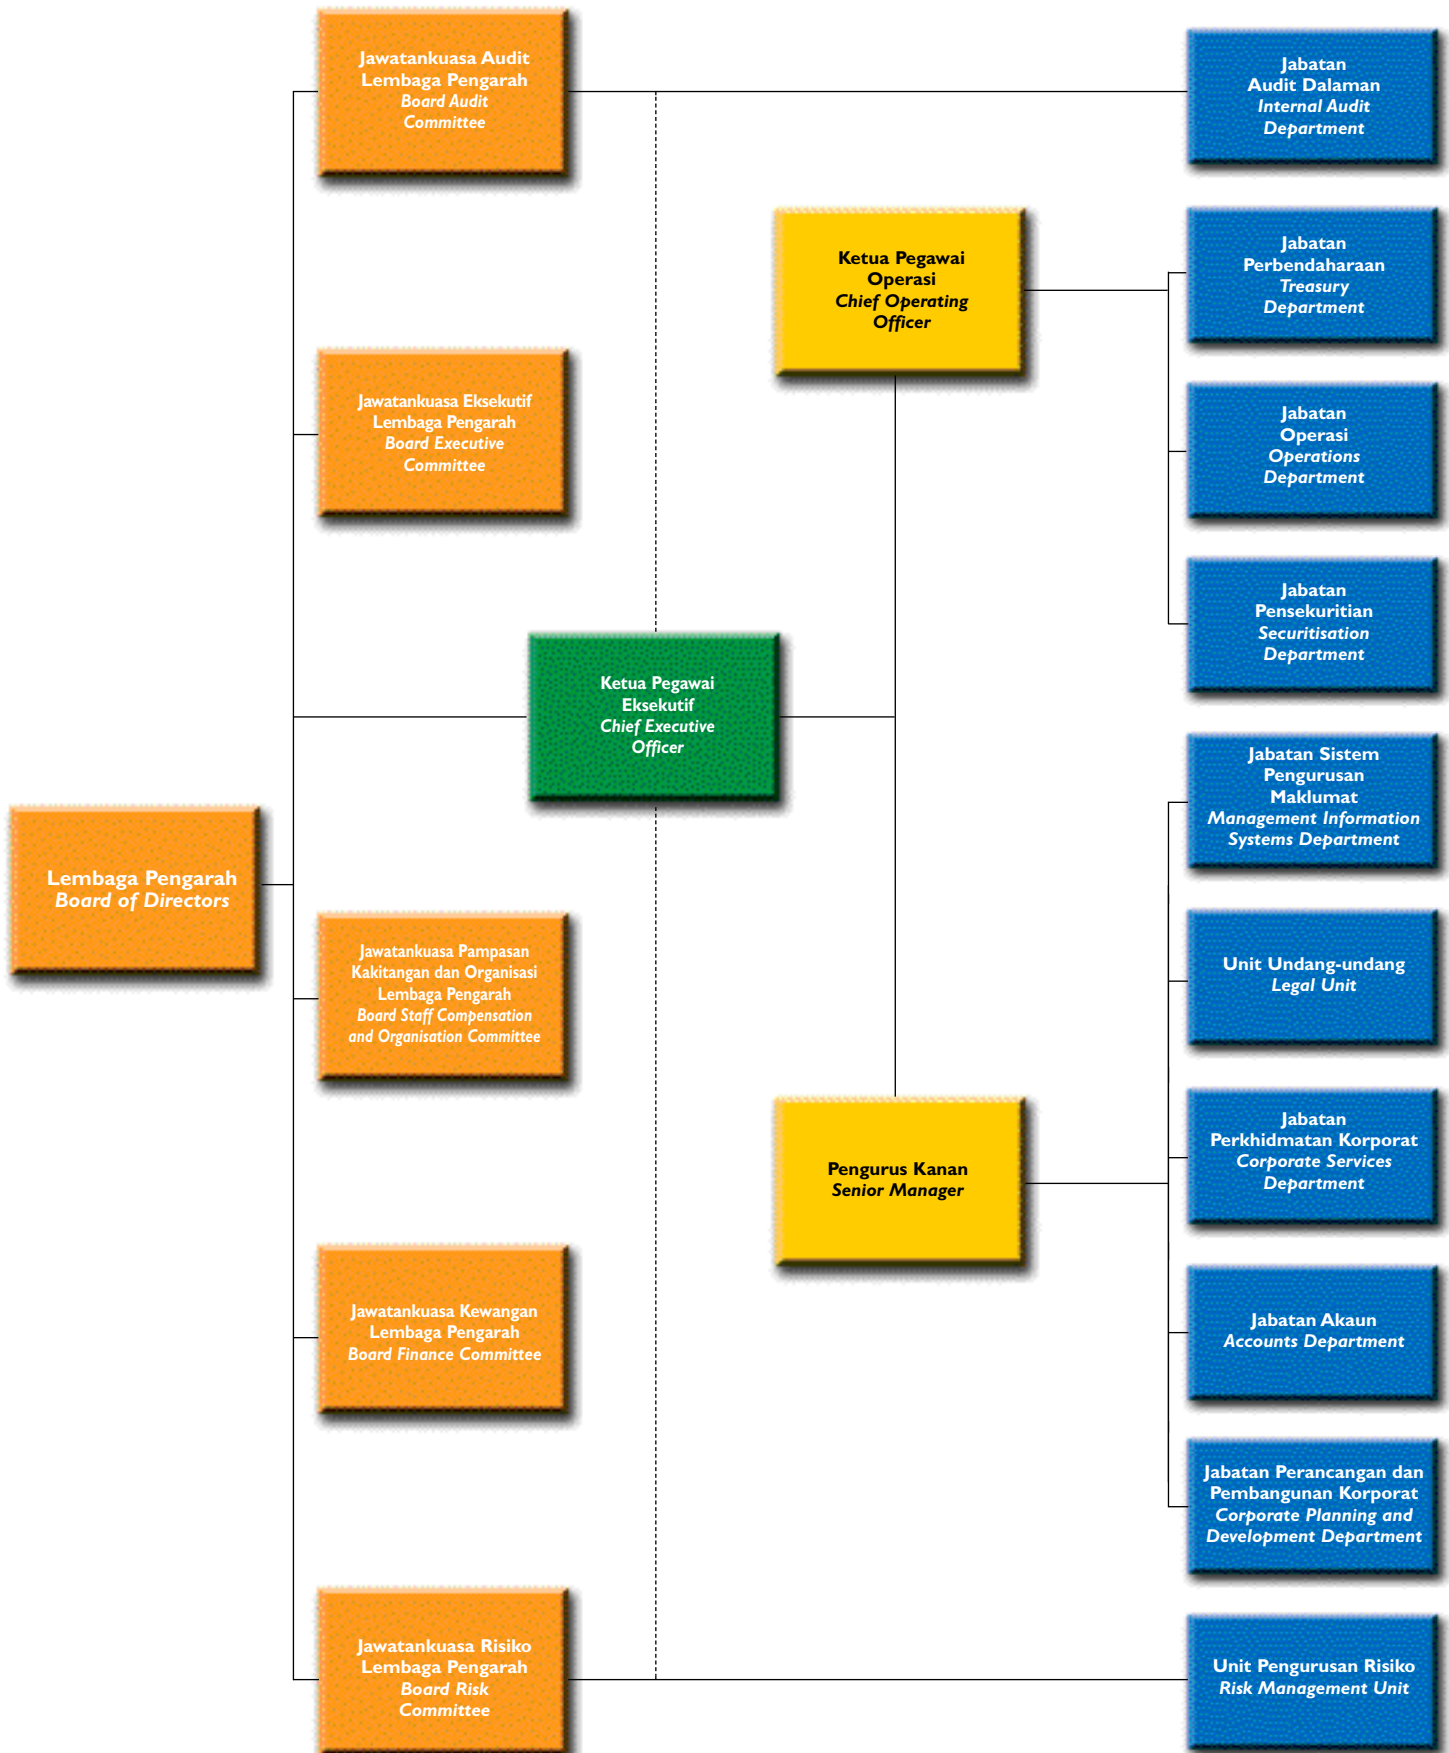 Jawatankuasa Audit
Lembaga Pengarah
Board Audit
Committee
Jabatan
Audit Dalaman
Internal Audit
Department
Ketua Pegawai
Operasi
Chief Operating
Officer
Jabatan
Perbendaharaan
Treasury
Department
Jawatankuasa Eksekutif
Lembaga Pengarah
Board Executive
Committee
Jabatan
Operasi
Operations
Department
Jabatan
Pensekuritian
Securitisation
Department
Ketua Pegawai
Eksekutif
Chief Executive
Officer
Jabatan Sistem
Pengurusan
Maklumat
Management Information
Systems Department
Lembaga Pengarah
Board of Directors
Jawatankuasa Pampasan
Kakitangan dan Organisasi
Lembaga Pengarah
Board Staff Compensation
and Organisation Committee
Unit Undang-undang
Legal Unit
Pengurus Kanan
Senior Manager
Jabatan
Perkhidmatan Korporat
Corporate Services
Department
Jawatankuasa Kewangan
Lembaga Pengarah
Board Finance Committee
Jabatan Akaun
Accounts Department
Jabatan Perancangan dan
Pembangunan Korporat
Corporate Planning and
Development Department
Jawatankuasa Risiko
Lembaga Pengarah
Board Risk
Committee
Unit Pengurusan Risiko
Risk Management Unit